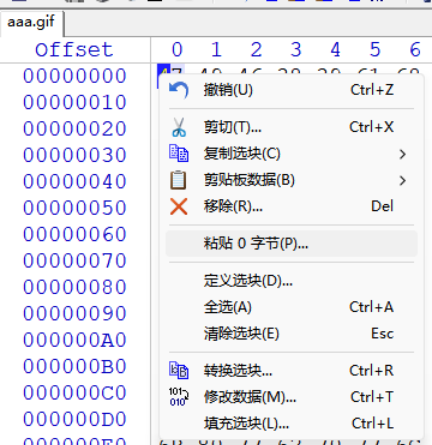 aaa.gif
Offset 0 1 2 3 4 5 6
00000000
00000010
00000020
00000030
00000040
00000050
00000060
00000070
00000080
00000090
000000A0
000000B0
000000C0
000000D0
撤销(U) Ctrl+Z
剪切(T)... Ctrl+X
复制选块(C)
剪贴板数据(B)
移除(R)... Del
粘贴 0 字节(P)...
定义选块(D)...
全选(A) Ctrl+A
清除选块(E) Esc
转换选块... Ctrl+R
修改数据(M)... Ctrl+T
填充选块(L)... Ctrl+L